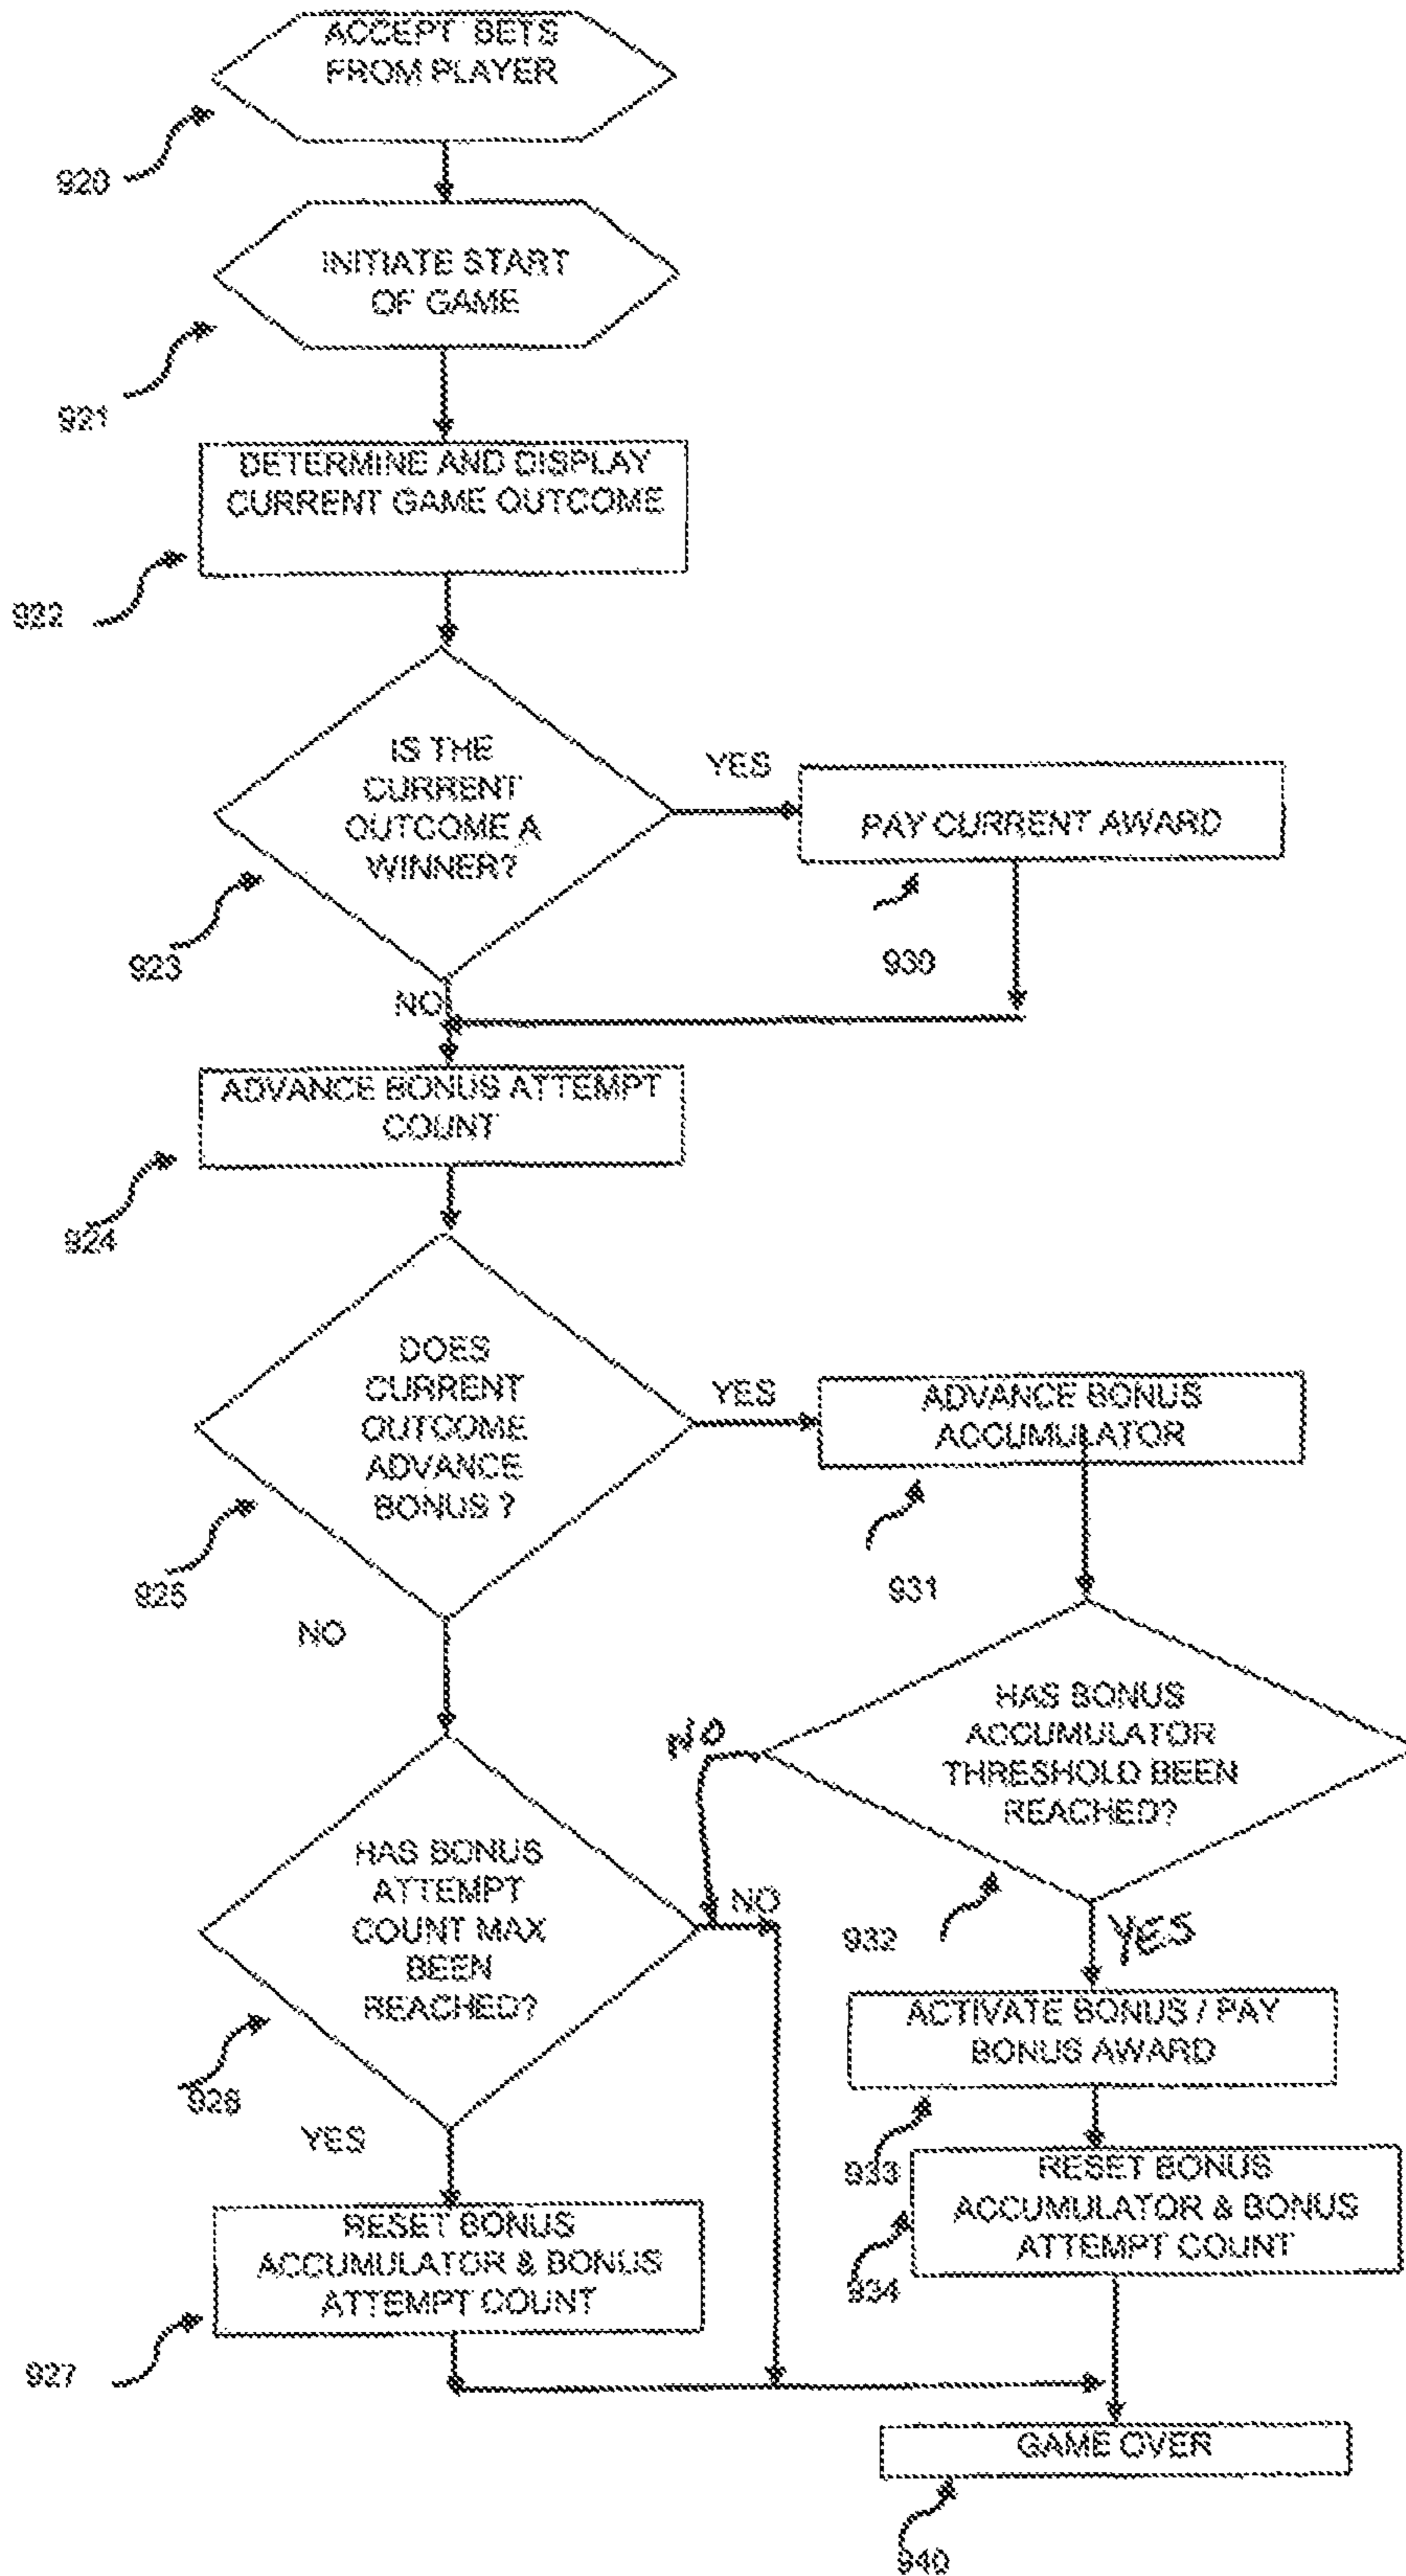 ACCEPT BETS
FROM PLAYER
920
INITIATE START
OF GAME
921
DETERMINE AND DISPLAY
CURRENT GAME OUTCOME
922
IS THE
CURRENT
OUTCOME A
WINNER?
923
YES
PAY CURRENT AWARD
930
NO
ADVANCE BONUS ATTEMPT
COUNT
924
DOES
CURRENT
OUTCOME
ADVANCE
BONUS ?
925
YES
ADVANCE BONUS
ACCUMULATOR
931
NO
HAS BONUS
ACCUMULATOR
THRESHOLD BEEN
REACHED?
932
NO
YES
HAS BONUS
ATTEMPT
COUNT MAX
BEEN
REACHED?
926
NO
YES
ACTIVATE BONUS / PAY
BONUS AWARD
933
RESET BONUS
ACCUMULATOR & BONUS
ATTEMPT COUNT
934
RESET BONUS
ACCUMULATOR & BONUS
ATTEMPT COUNT
927
GAME OVER
940